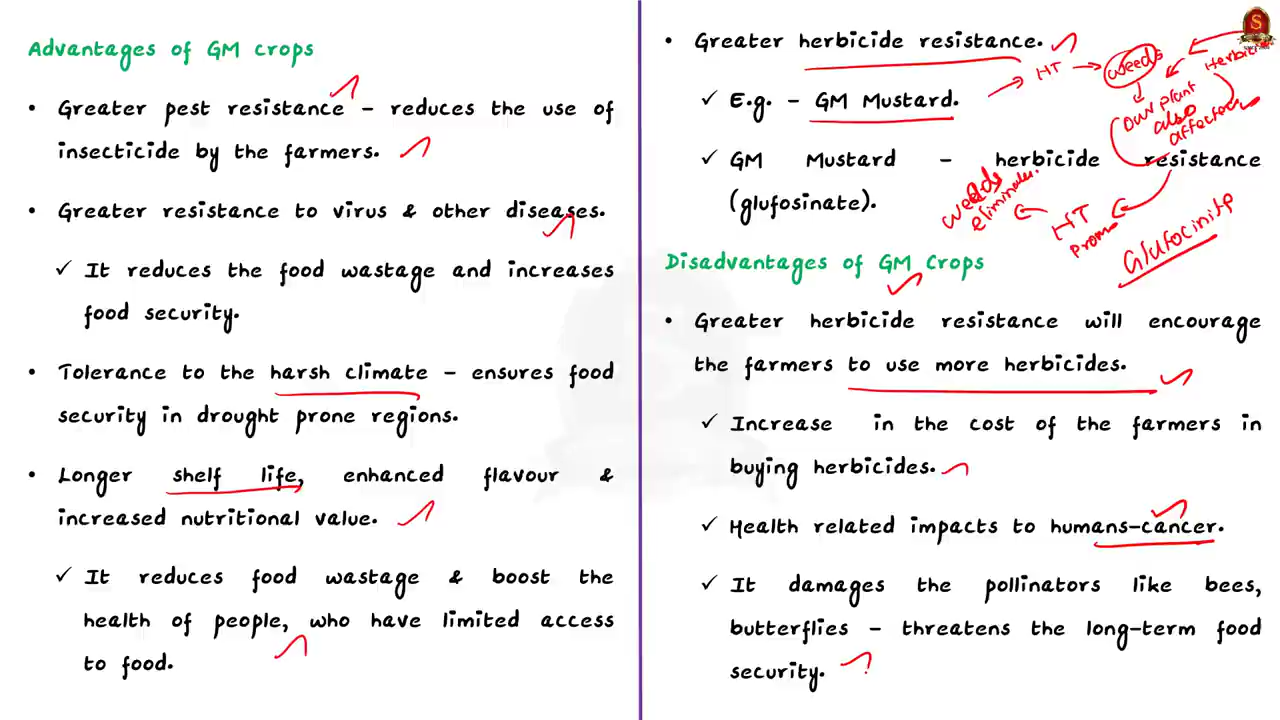 Advantages of GM crops
• Greater pest resistance – reduces the use of
insecticide by the farmers.
• Greater resistance to virus & other diseases.
✓ It reduces the food wastage and increases
food security.
• Tolerance to the harsh climate – ensures food
security in drought prone regions.
• Longer shelf life, enhanced flavour &
increased nutritional value.
✓ It reduces food wastage & boost the
health of people, who have limited access
to food.
• Greater herbicide resistance.
HT
weeds
own plant
also
affected
✓ E.g. – GM Mustard.
✓ GM Mustard – herbicide resistance
(glufosinate).
weeds
HT
Glufocinite
Disadvantages of GM Crops
• Greater herbicide resistance will encourage
the farmers to use more herbicides.
✓ Increase in the cost of the farmers in
buying herbicides.
✓ Health related impacts to humans-cancer.
✓ It damages the pollinators like bees,
butterflies – threatens the long-term food
security.